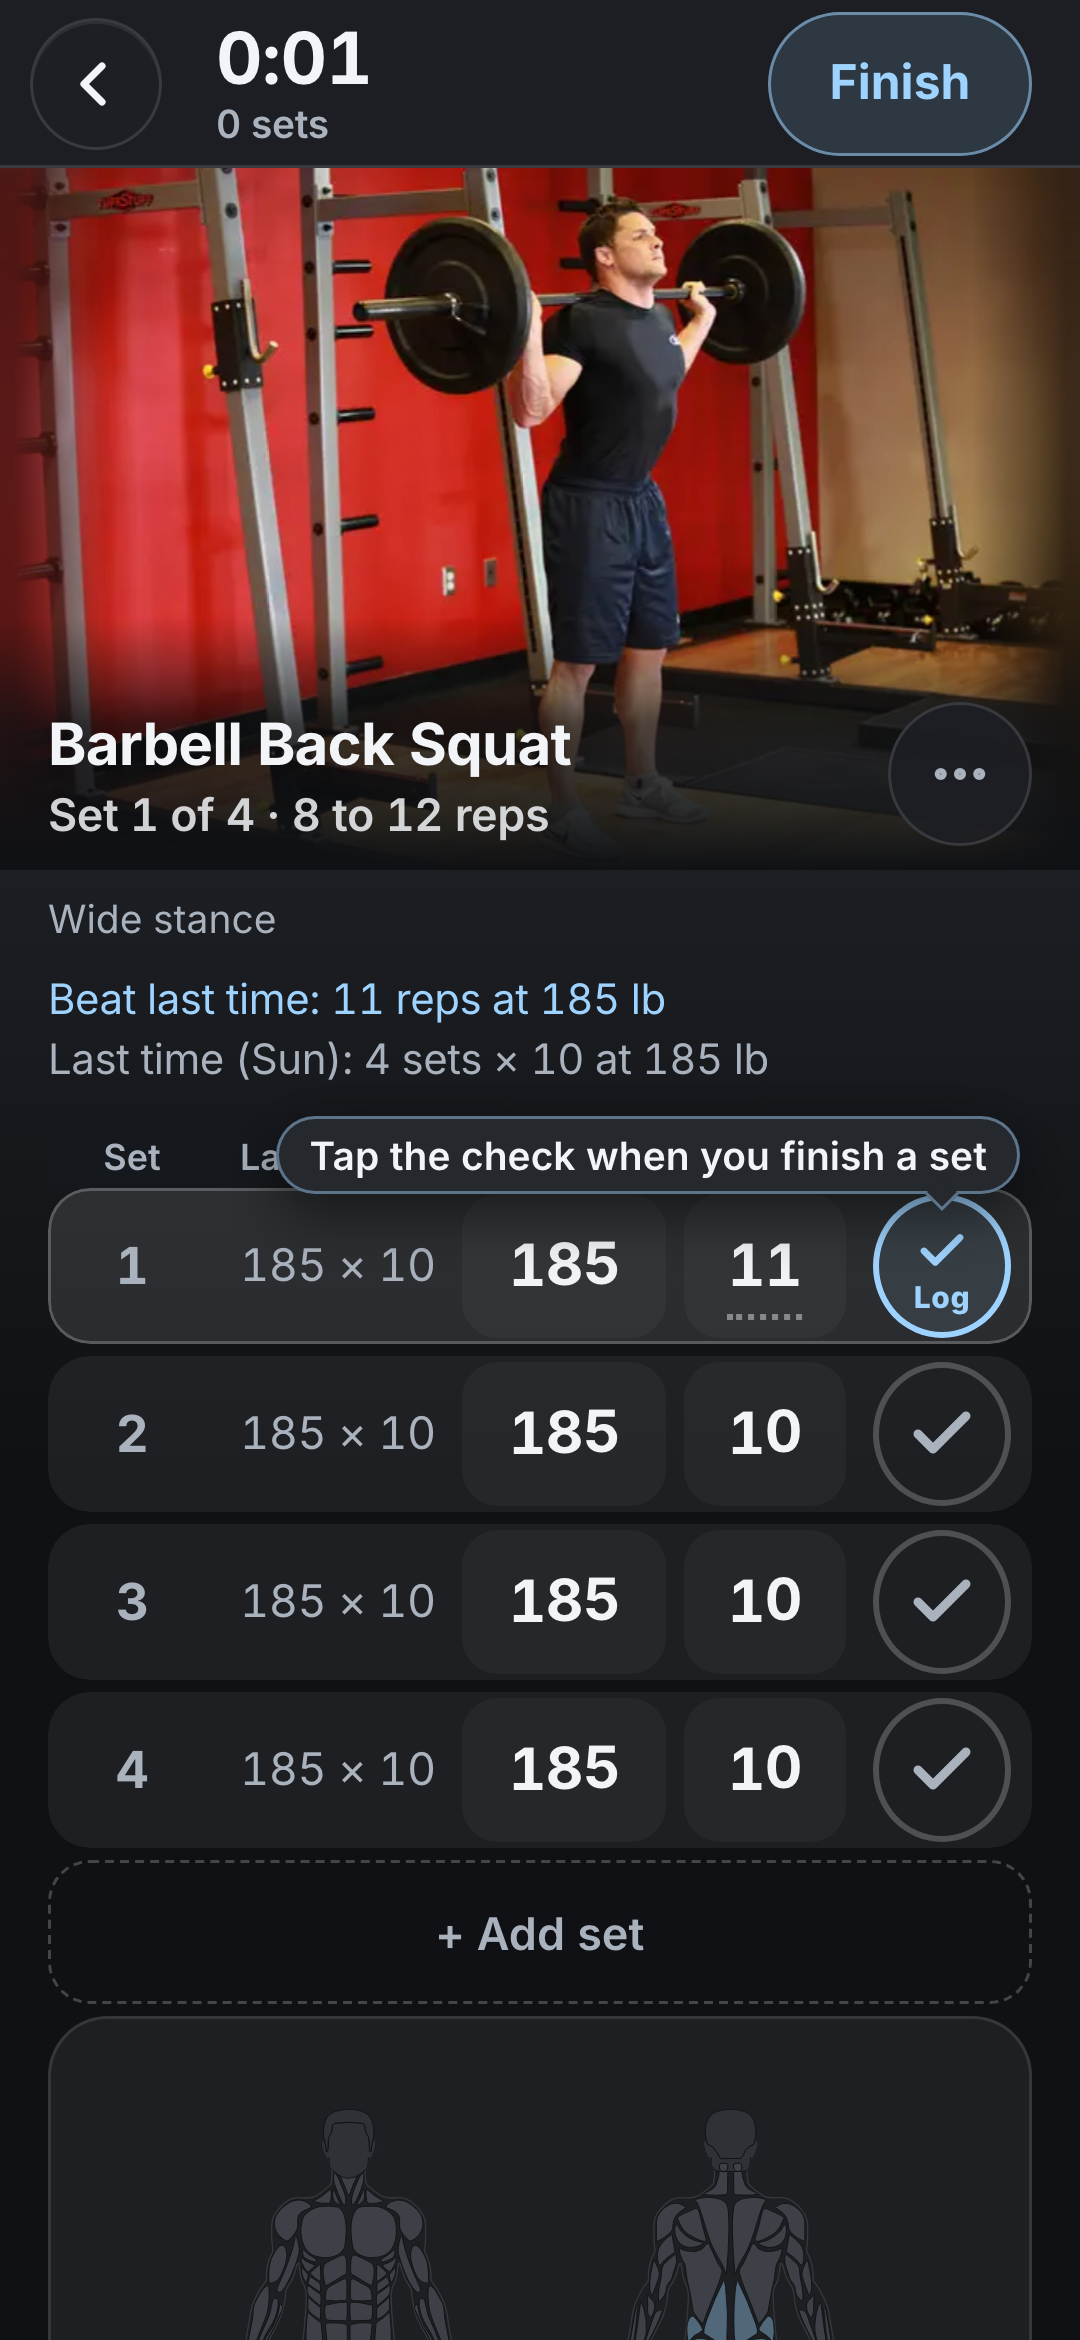 0:01
0 sets
Finish
Barbell Back Squat
Set 1 of 4 · 8 to 12 reps
Wide stance
Beat last time: 11 reps at 185 lb
Last time (Sun): 4 sets × 10 at 185 lb
Set
Tap the check when you finish a set
1 185 × 10 185 11 Log
2 185 × 10 185 10
3 185 × 10 185 10
4 185 × 10 185 10
+ Add set